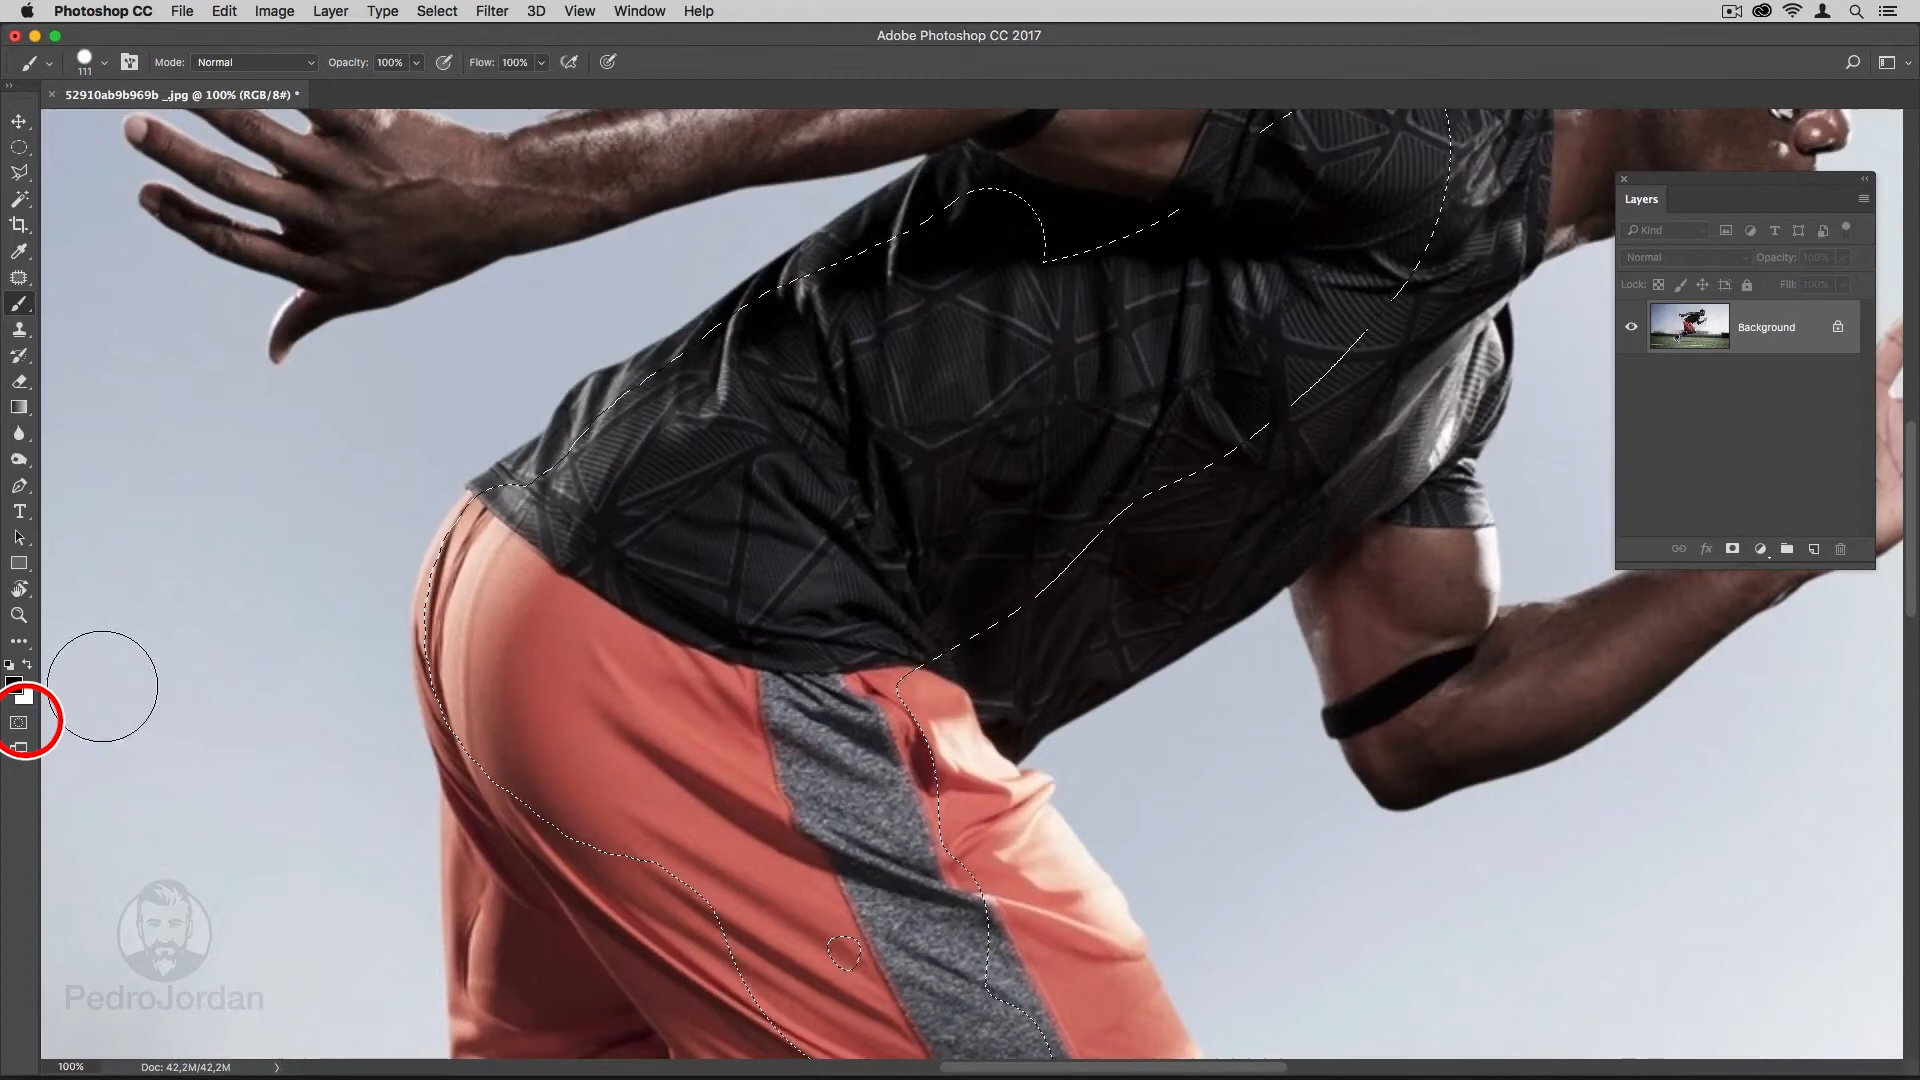 Photoshop CC File Edit Image Layer Type Select Filter 3D View Window Help
Adobe Photoshop CC 2017
111 Mode: Normal Opacity: 100% Flow: 100%
52910ab9b969b _.jpg @ 100% (RGB/8#) *
Layers
Kind
Normal Opacity: 100%
Lock: Fill: 100%
Background
PedroJordan
100% Doc: 42,2M/42,2M